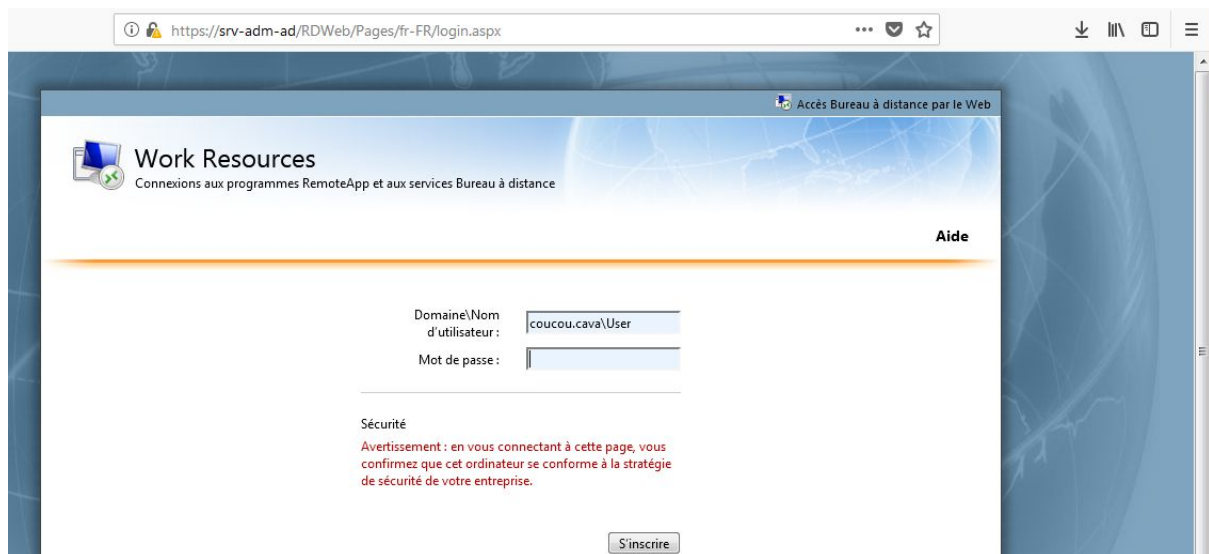 https://srv-adm-ad/RDWeb/Pages/fr-FR/login.aspx
Accès Bureau à distance par le Web
Work Resources
Connexions aux programmes RemoteApp et aux services Bureau à distance
Aide
Domaine\Nom
d'utilisateur :
coucou.cava\User
Mot de passe :
Sécurité
Avertissement : en vous connectant à cette page, vous
confirmez que cet ordinateur se conforme à la stratégie
de sécurité de votre entreprise.
S'inscrire